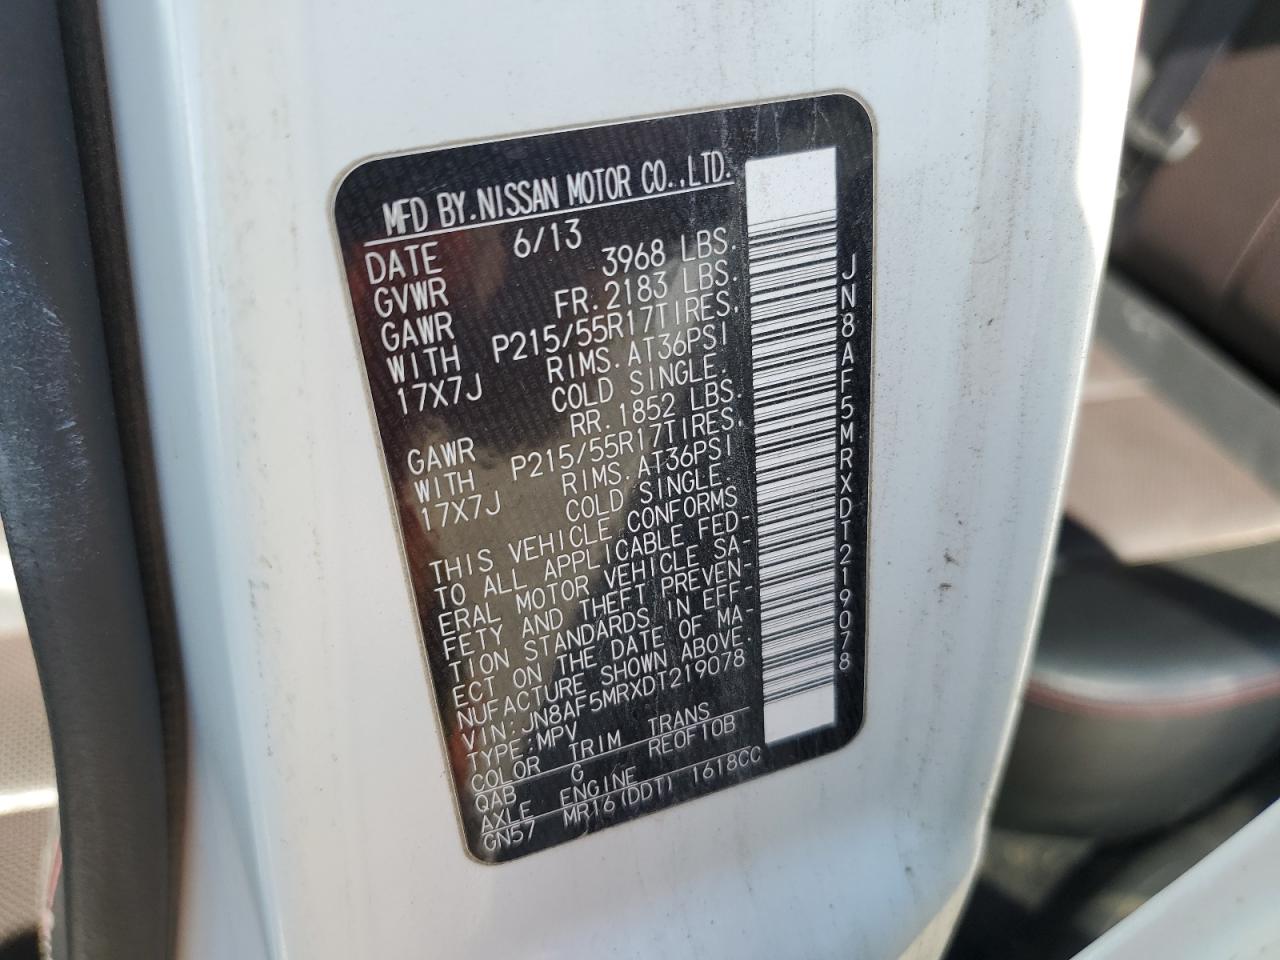 MFD BY.NISSAN MOTOR CO.,LTD.
DATE 6/13
GVWR 3968 LBS.
GAWR FR.2183 LBS.
WITH P215/55R17TIRES.
17X7J RIMS.AT36PSI
COLD SINGLE.
GAWR RR.1852 LBS.
WITH P215/55R17TIRES.
17X7J RIMS.AT36PSI
COLD SINGLE.
THIS VEHICLE CONFORMS
TO ALL APPLICABLE FED-
ERAL MOTOR VEHICLE SA-
FETY AND THEFT PREVEN-
TION STANDARDS IN EFF-
ECT ON THE DATE OF MA-
NUFACTURE SHOWN ABOVE.
VIN:JN8AF5MRXDT219078
TYPE:MPV
COLOR TRIM TRANS
QAB G REOF10B
AXLE ENGINE
GN57 MR16(DDT) 1618CC
JN8AF5MRXDT219078